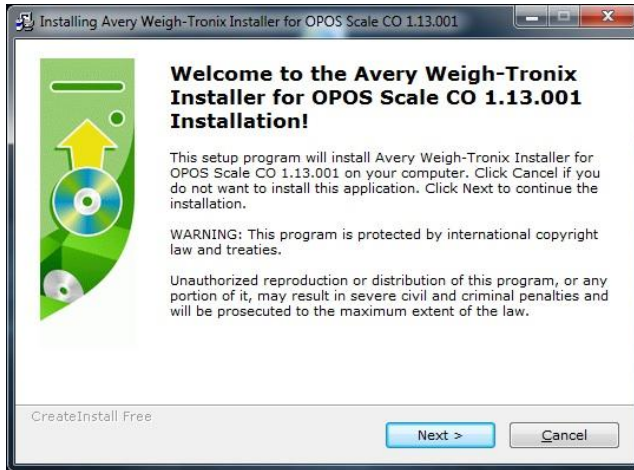 Installing Avery Weigh-Tronix Installer for OPOS Scale CO 1.13.001
Welcome to the Avery Weigh-Tronix
Installer for OPOS Scale CO 1.13.001
Installation!
This setup program will install Avery Weigh-Tronix Installer for
OPOS Scale CO 1.13.001 on your computer. Click Cancel if you
do not want to install this application. Click Next to continue the
installation.
WARNING: This program is protected by international copyright
law and treaties.
Unauthorized reproduction or distribution of this program, or any
portion of it, may result in severe civil and criminal penalties and
will be prosecuted to the maximum extent of the law.
CreateInstall Free
Next >
Cancel